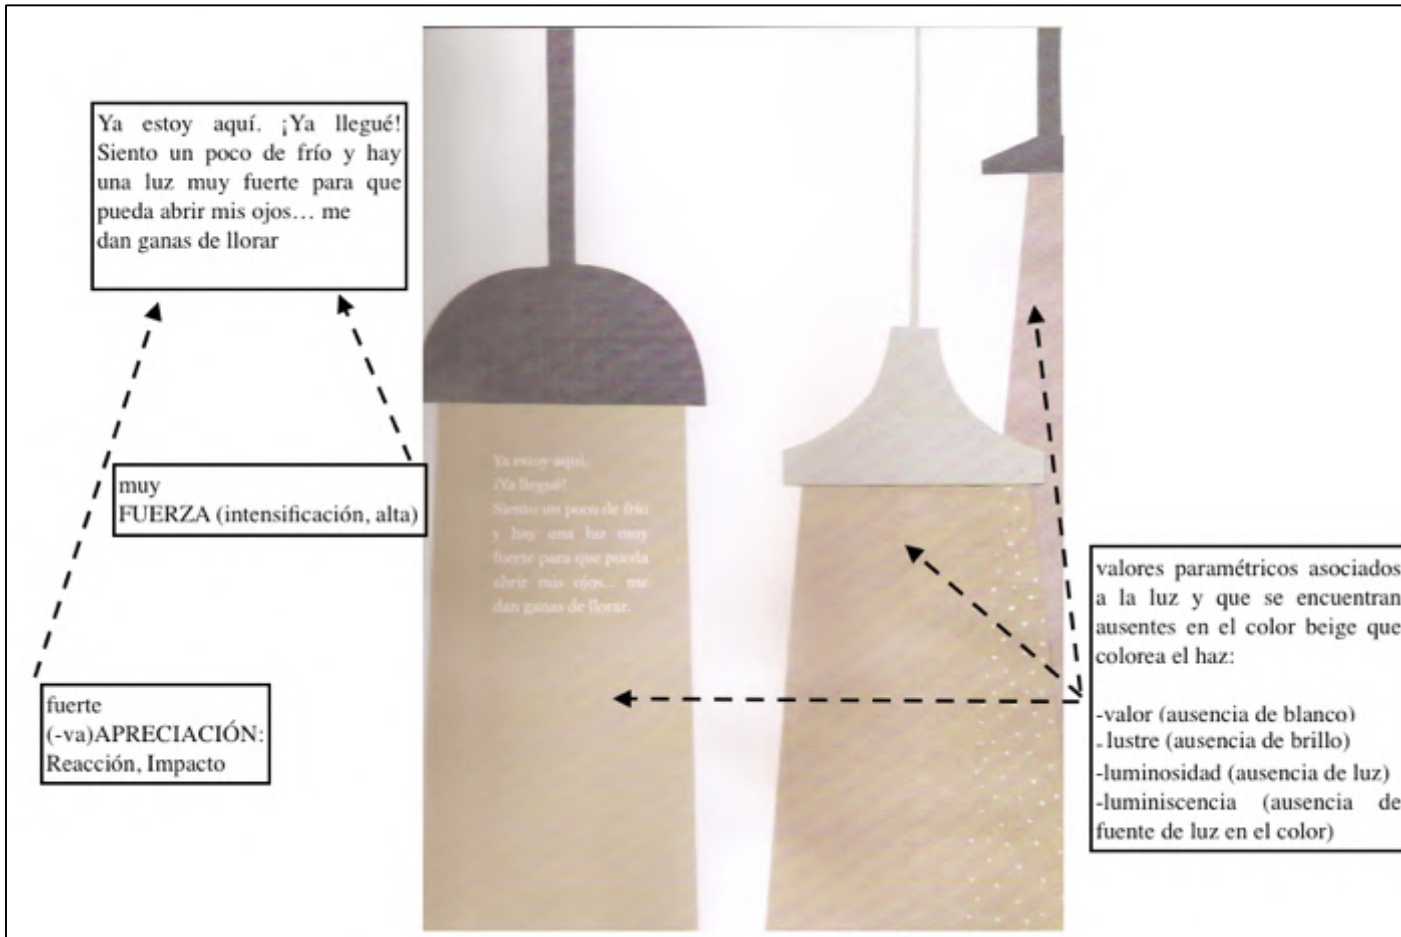 Ya estoy aquí. ¡Ya llegué!
Siento un poco de frío y hay
una luz muy fuerte para que
pueda abrir mis ojos… me
dan ganas de llorar
muy
FUERZA (intensificación, alta)
fuerte
(-va)APRECIACIÓN:
Reacción, Impacto
Ya estoy aquí.
¡Ya llegué!
Siento un poco de frío
y hay una luz muy
fuerte para que pueda
abrir mis ojos... me
dan ganas de llorar.
valores paramétricos asociados
a la luz y que se encuentran
ausentes en el color beige que
colorea el haz:
-valor (ausencia de blanco)
- lustre (ausencia de brillo)
-luminosidad (ausencia de luz)
-luminiscencia (ausencia de
fuente de luz en el color)